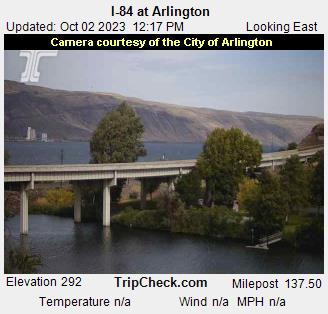 I-84 at Arlington
Updated: Oct 02 2023 12:17 PM Looking East
Camera courtesy of the City of Arlington
Elevation 292 TripCheck.com Milepost 137.50
Temperature n/a Wind n/a MPH n/a